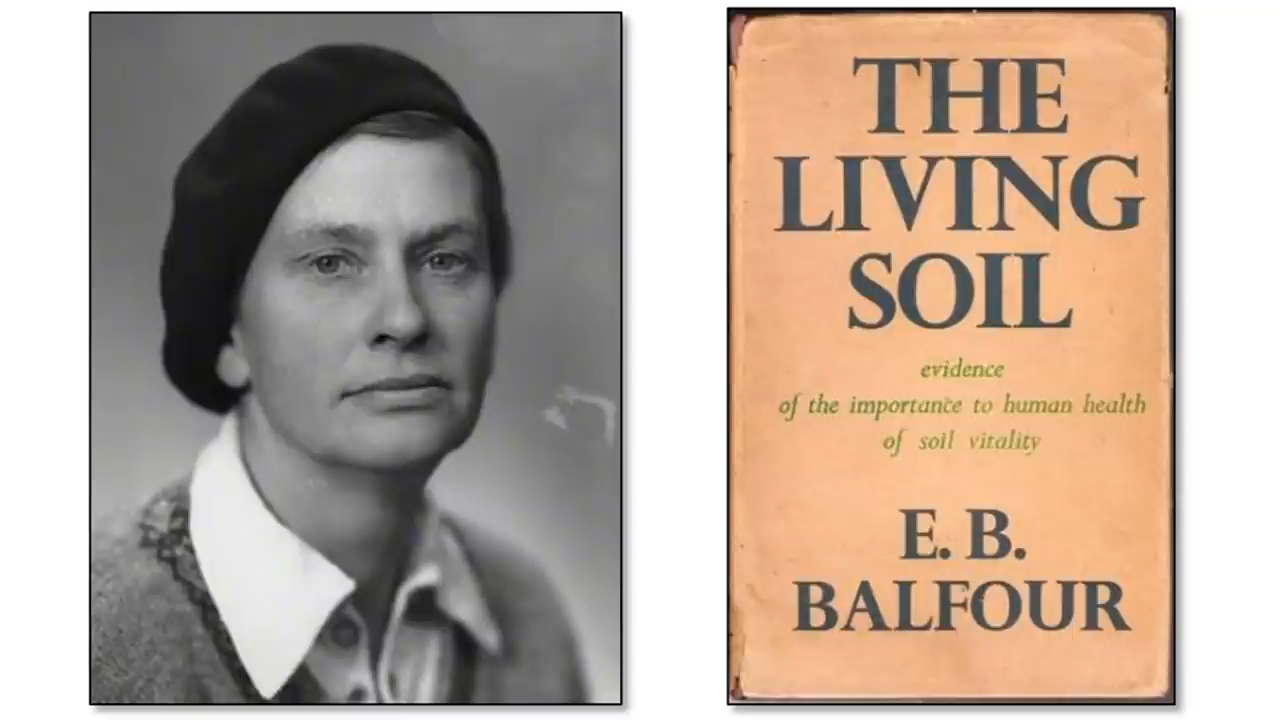 THE
LIVING
SOIL
evidence
of the importance to human health
of soil vitality
E. B.
BALFOUR